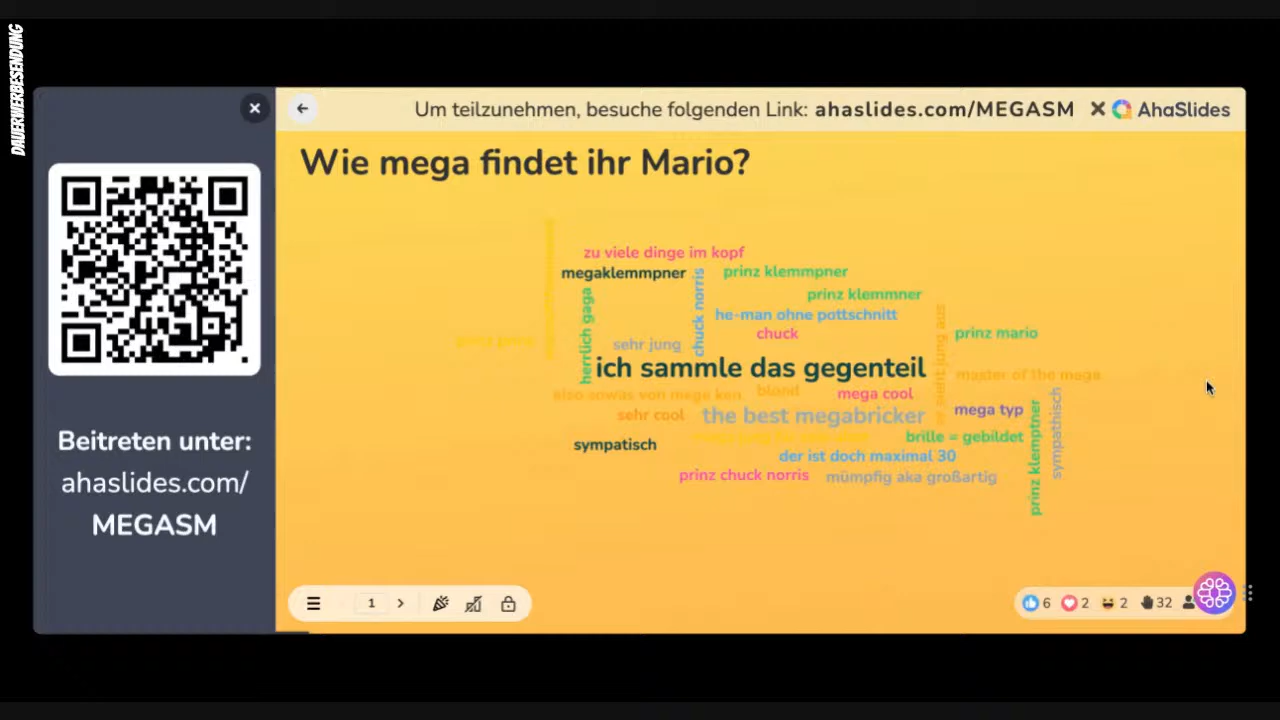 DAUERWERBESENDUNG
Um teilzunehmen, besuche folgenden Link: ahaslides.com/MEGASM
AhaSlides
Wie mega findet ihr Mario?
zu viele dinge im kopf
megaklemmpner
prinz klemmpner
chuck norris
herrlich gaga
prinz klemmner
he-man ohne pottschnitt
chuck
prinz mario
sehr jung
ich sammle das gegenteil
er sieht jung aus
master of the mega
also sowas von mega ken
blond
mega cool
sehr cool
the best megabricker
mega typ
sympathisch
sympatisch
brille = gebildet
prinz klemptner
der ist doch maximal 30
prinz chuck norris
mümpfig aka großartig
Beitreten unter:
ahaslides.com/
MEGASM
1
6
2
2
32